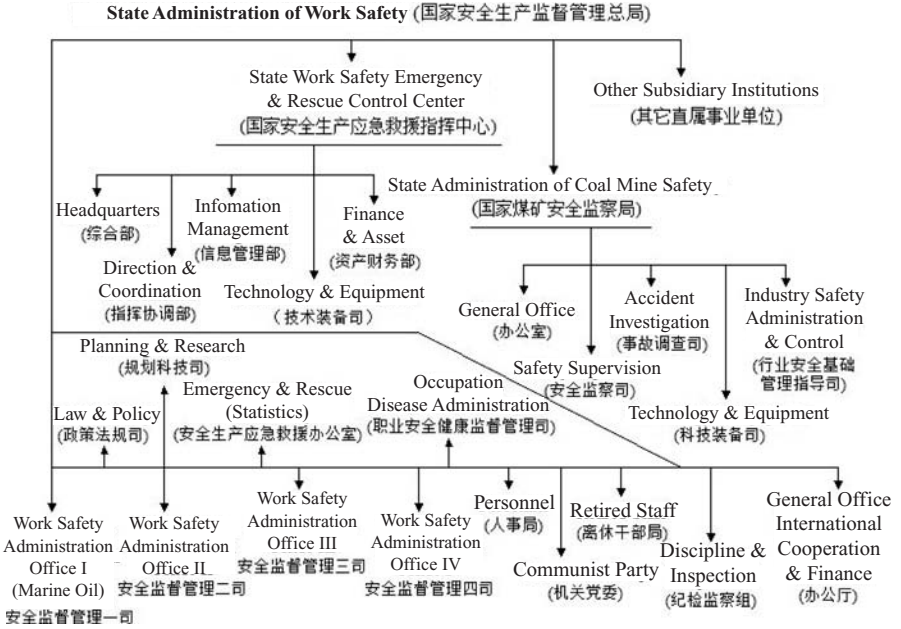 State Administration of Work Safety (国家安全生产监督管理总局)
State Work Safety Emergency
& Rescue Control Center
(国家安全生产应急救援指挥中心)
Other Subsidiary Institutions
(其它直属事业单位)
State Administration of Coal Mine Safety
(国家煤矿安全监察局)
Headquarters
(综合部)
Infomation
Management
(信息管理部)
Finance
& Asset
(资产财务部)
Direction &
Coordination
(指挥协调部)
Technology & Equipment
(技术装备司)
General Office
(办公室)
Accident
Investigation
(事故调查司)
Industry Safety
Administration
& Control
(行业安全基础
管理指导司)
Safety Supervision
(安全监察司)
Technology & Equipment
(科技装备司)
Planning & Research
(规划科技司)
Law & Policy
(政策法规司)
Emergency & Rescue
(Statistics)
(安全生产应急救援办公室)
Occupation
Disease Administration
(职业安全健康监督管理司)
Work Safety
Administration
Office I
(Marine Oil)
安全监督管理一司
Work Safety
Administration
Office II
安全监督管理二司
Work Safety
Administration
Office III
安全监督管理三司
Work Safety
Administration
Office IV
安全监督管理四司
Personnel
(人事局)
Communist Party
(机关党委)
Retired Staff
(离休干部局)
Discipline &
Inspection
(纪检监察组)
General Office
International
Cooperation
& Finance
(办公厅)